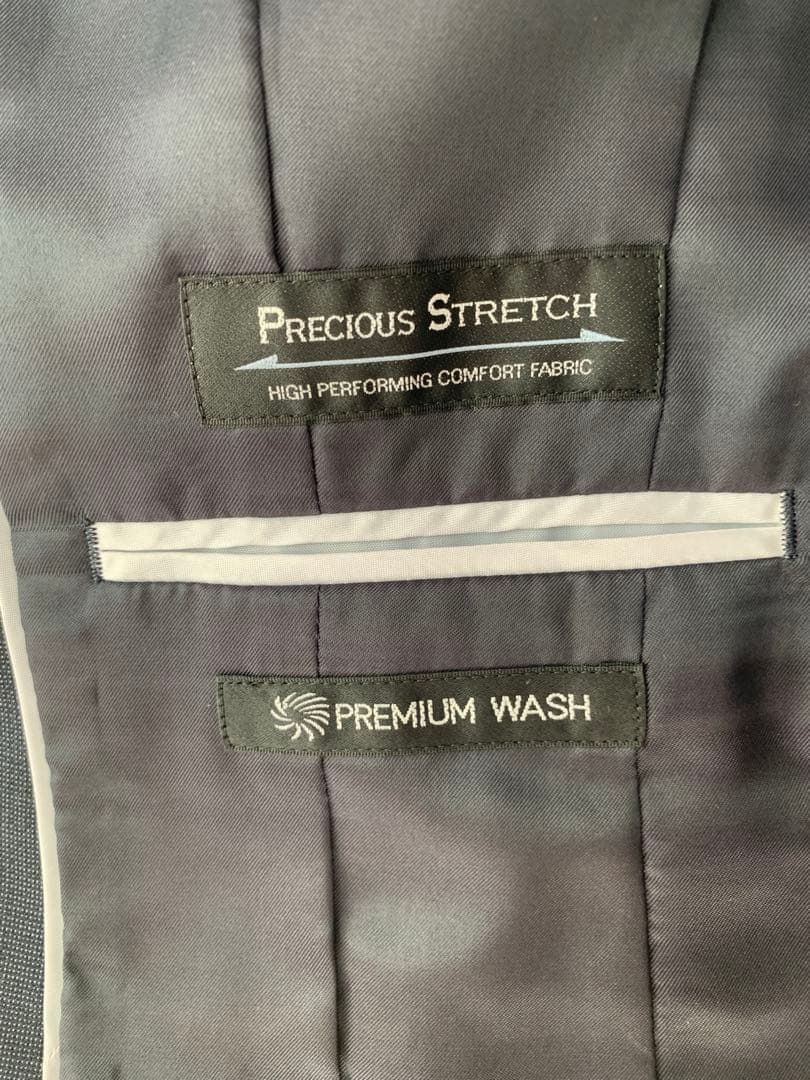 PRECIOUS STRETCH
HIGH PERFORMING COMFORT FABRIC
PREMIUM WASH